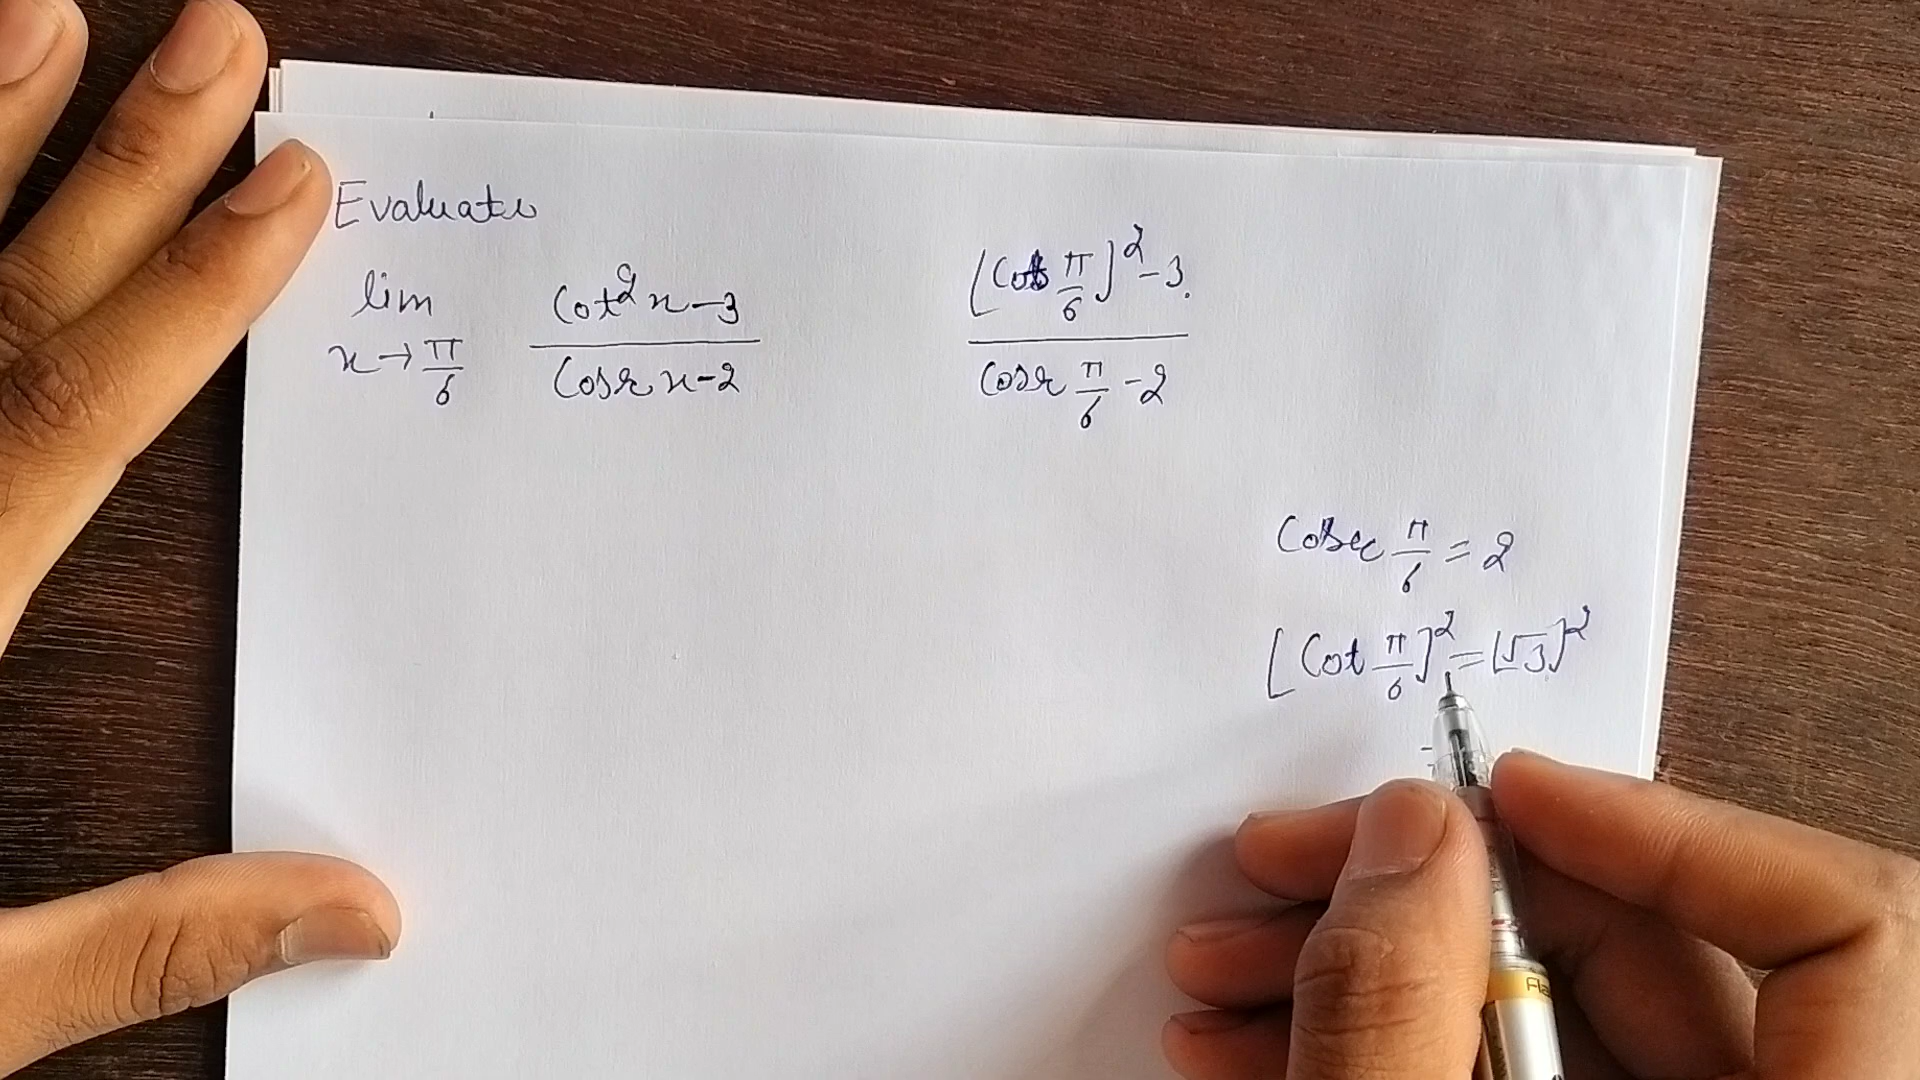 Evaluate
lim cot²x-3
x→π/6 cosec x-2
[cot π/6]²-3
cosec π/6 -2
cosec π/6 = 2
[cot π/6]² = [√3]²
Fla